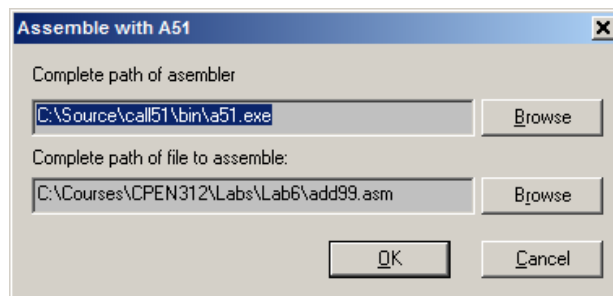 Assemble with A51
Complete path of asembler
C:\Source\call51\bin\a51.exe
Browse
Complete path of file to assemble:
C:\Courses\CPEN312\Labs\Lab6\add99.asm
Browse
OK
Cancel